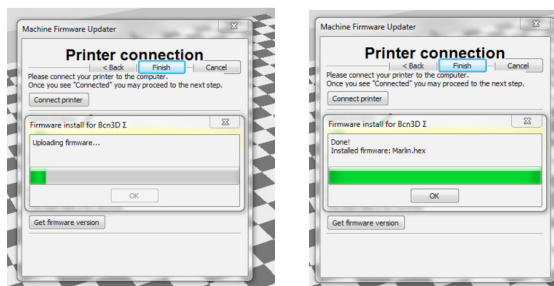 Machine Firmware Updater
Printer connection
< Back Finish Cancel
Please connect your printer to the computer.
Once you see "Connected" you may proceed to the next step.
Connect printer
Firmware install for Bcn3D Σ
Uploading firmware...
OK
Get firmware version
Machine Firmware Updater
Printer connection
< Back Finish Cancel
Please connect your printer to the computer.
Once you see "Connected" you may proceed to the next step.
Connect printer
Firmware install for Bcn3D Σ
Done!
Installed firmware: Marlin.hex
OK
Get firmware version